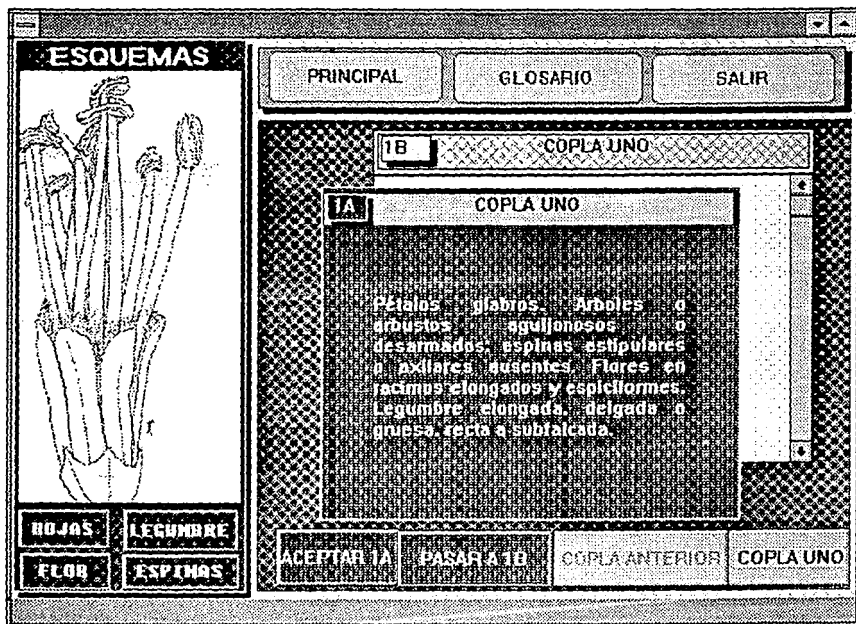 ESQUEMAS
PRINCIPAL
GLOSARIO
SALIR
1B
COPLA UNO
1A
COPLA UNO
Pétalos glabros. Arboles o
arbustos aguijonosos o
desarmados; espinas estipulares
o axilares ausentes. Flores en
racimos elongados y espiciformes.
Legumbre elongada, delgada o
gruesa, recta a subfalcada.
HOJAS
LEGUMBRE
FLOR
ESPINAS
ACEPTAR 1A
PASAR A 1B
COPLA ANTERIOR
COPLA UNO